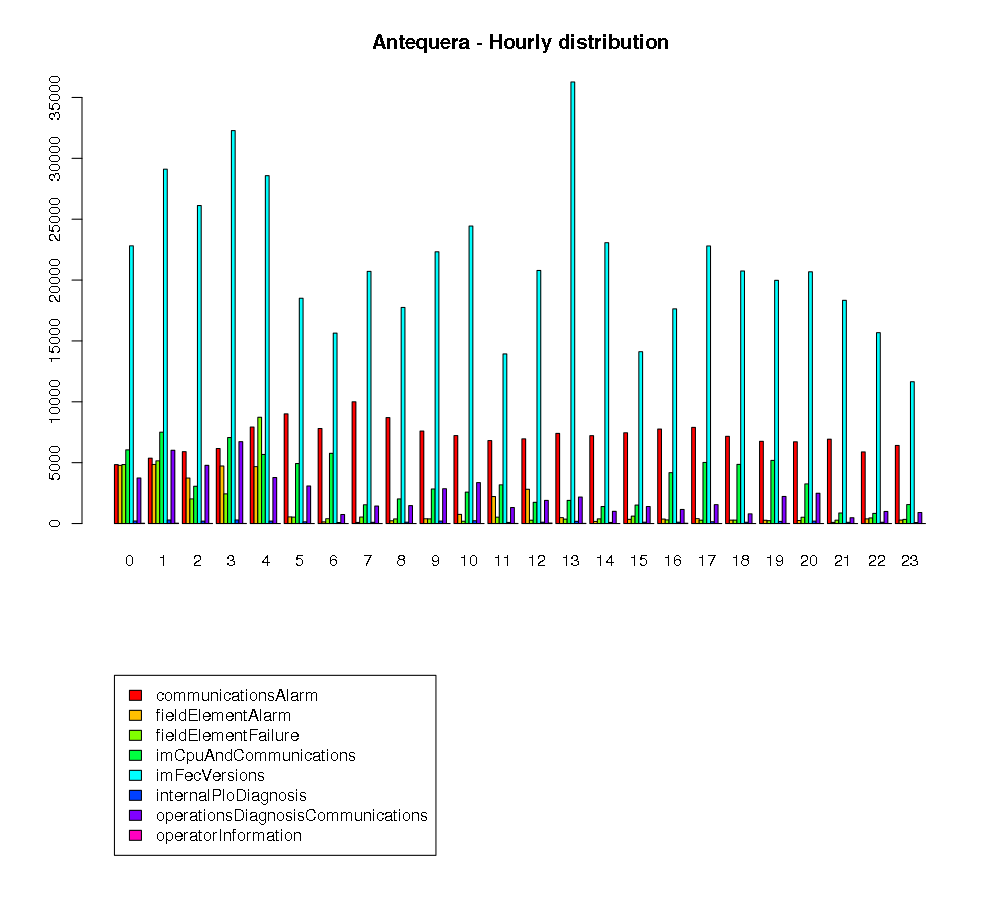 Antequera - Hourly distribution
35000
30000
25000
20000
15000
10000
5000
0
0 1 2 3 4 5 6 7 8 9 10 11 12 13 14 15 16 17 18 19 20 21 22 23
communicationsAlarm
fieldElementAlarm
fieldElementFailure
imCpuAndCommunications
imFecVersions
internalPloDiagnosis
operationsDiagnosisCommunications
operatorInformation